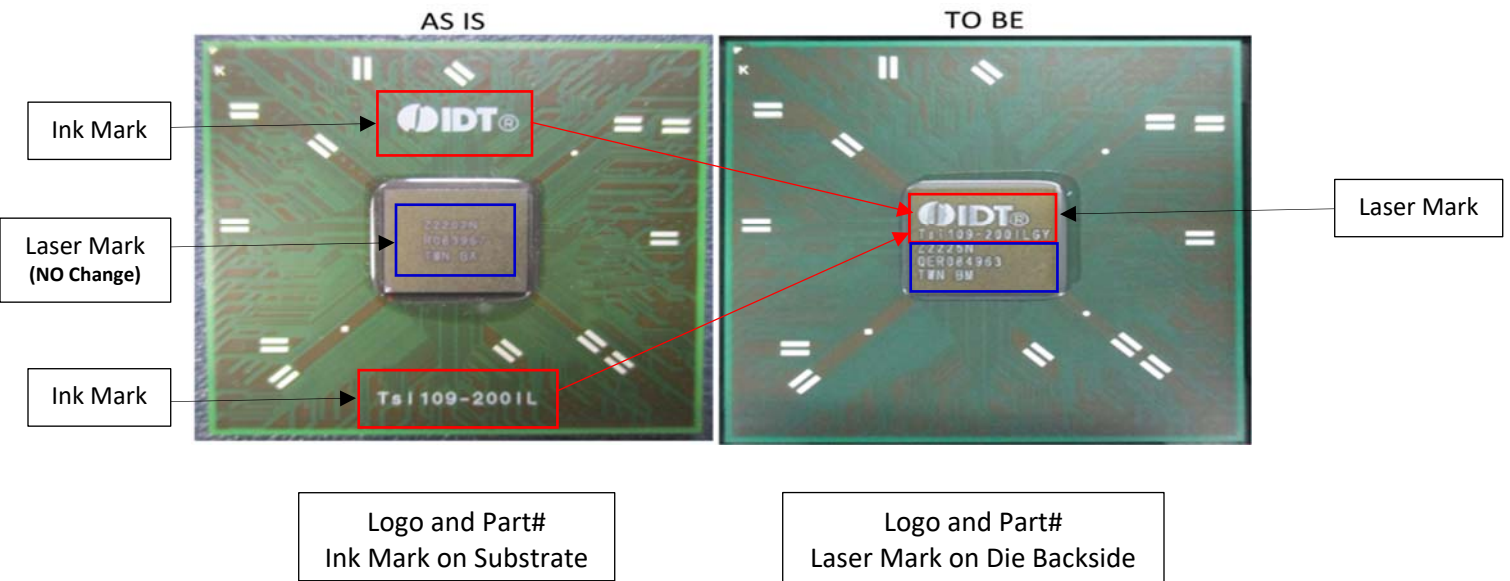 AS IS
TO BE
K
IDT®
Ink Mark
Laser Mark
(NO Change)
TWN
Ink Mark
Tsi109-200IL
K
IDT®
Tsi109-200ILGY
Z2225N
QER084963
TWN BM
Laser Mark
Logo and Part#
Ink Mark on Substrate
Logo and Part#
Laser Mark on Die Backside